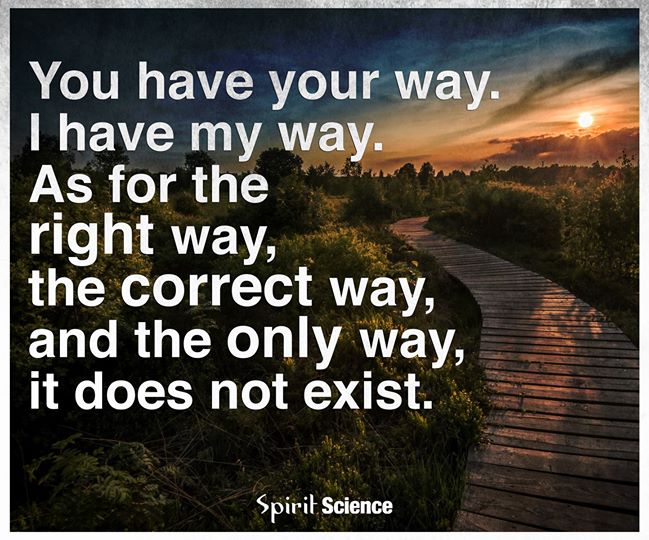 You have your way.
I have my way.
As for the
right way,
the correct way,
and the only way,
it does not exist.
Spirit Science